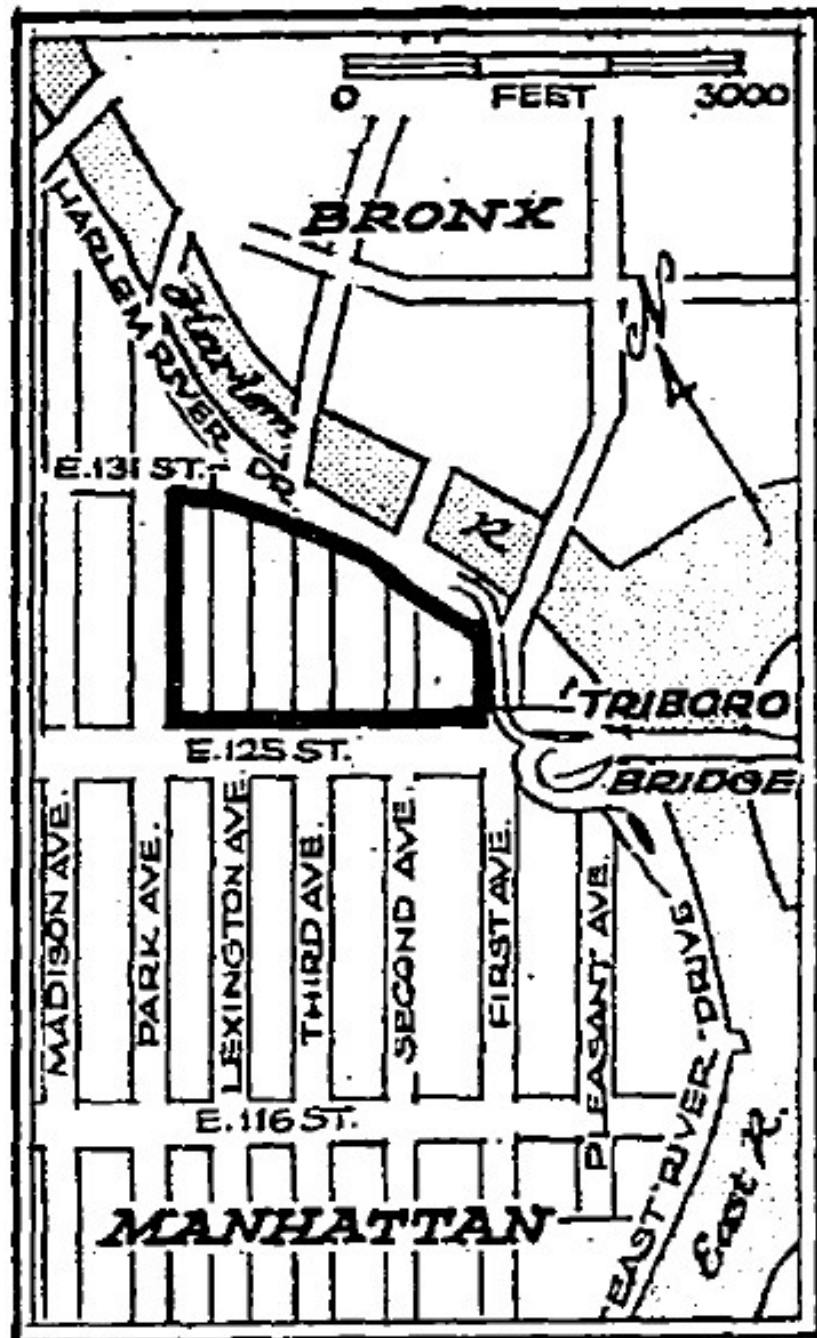 0 FEET 3000
BRONX
N
HARLEM RIVER DR.
Harlem
R
E.131 ST.
TRIBORO
BRIDGE
E.125 ST.
MADISON AVE.
PARK AVE.
LEXINGTON AVE.
THIRD AVE.
SECOND AVE.
FIRST AVE.
PLEASANT AVE.
EAST RIVER DRIVE
E.116 ST.
MANHATTAN
East R.